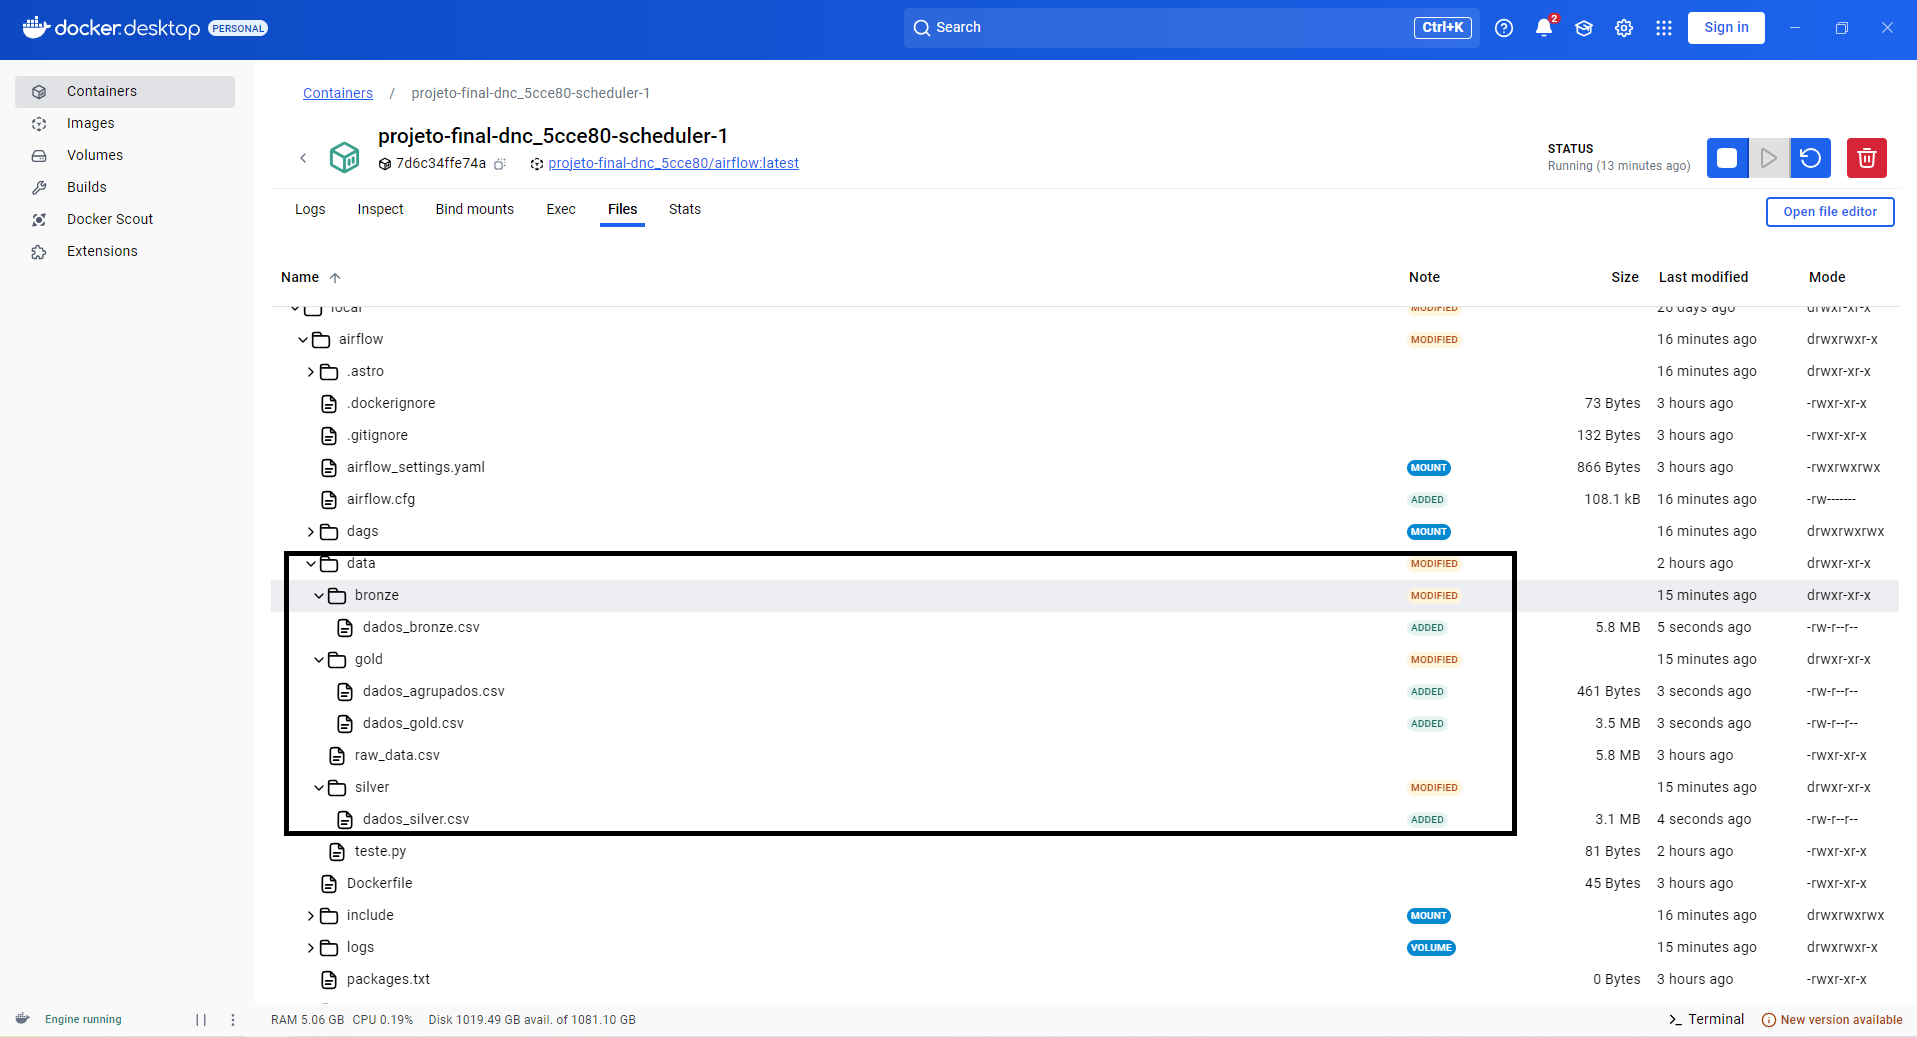 docker.desktop PERSONAL
Search Ctrl+K
2
Sign in
Containers
Images
Volumes
Builds
Docker Scout
Extensions
Containers / projeto-final-dnc_5cce80-scheduler-1
projeto-final-dnc_5cce80-scheduler-1
7d6c34ffe74a projeto-final-dnc_5cce80/airflow:latest
STATUS
Running (13 minutes ago)
Logs Inspect Bind mounts Exec Files Stats
Open file editor
Name Note Size Last modified Mode
local MODIFIED 26 days ago drwxr-xr-x
airflow MODIFIED 16 minutes ago drwxrwxr-x
.astro 16 minutes ago drwxr-xr-x
.dockerignore 73 Bytes 3 hours ago -rwxr-xr-x
.gitignore 132 Bytes 3 hours ago -rwxr-xr-x
airflow_settings.yaml MOUNT 866 Bytes 3 hours ago -rwxrwxrwx
airflow.cfg ADDED 108.1 kB 16 minutes ago -rw-------
dags MOUNT 16 minutes ago drwxrwxrwx
data MODIFIED 2 hours ago drwxr-xr-x
bronze MODIFIED 15 minutes ago drwxr-xr-x
dados_bronze.csv ADDED 5.8 MB 5 seconds ago -rw-r--r--
gold MODIFIED 15 minutes ago drwxr-xr-x
dados_agrupados.csv ADDED 461 Bytes 3 seconds ago -rw-r--r--
dados_gold.csv ADDED 3.5 MB 3 seconds ago -rw-r--r--
raw_data.csv 5.8 MB 3 hours ago -rwxr-xr-x
silver MODIFIED 15 minutes ago drwxr-xr-x
dados_silver.csv ADDED 3.1 MB 4 seconds ago -rw-r--r--
teste.py 81 Bytes 2 hours ago -rwxr-xr-x
Dockerfile 45 Bytes 3 hours ago -rwxr-xr-x
include MOUNT 16 minutes ago drwxrwxrwx
logs VOLUME 15 minutes ago drwxrwxr-x
packages.txt 0 Bytes 3 hours ago -rwxr-xr-x
Engine running RAM 5.06 GB CPU 0.19% Disk 1019.49 GB avail. of 1081.10 GB Terminal New version available